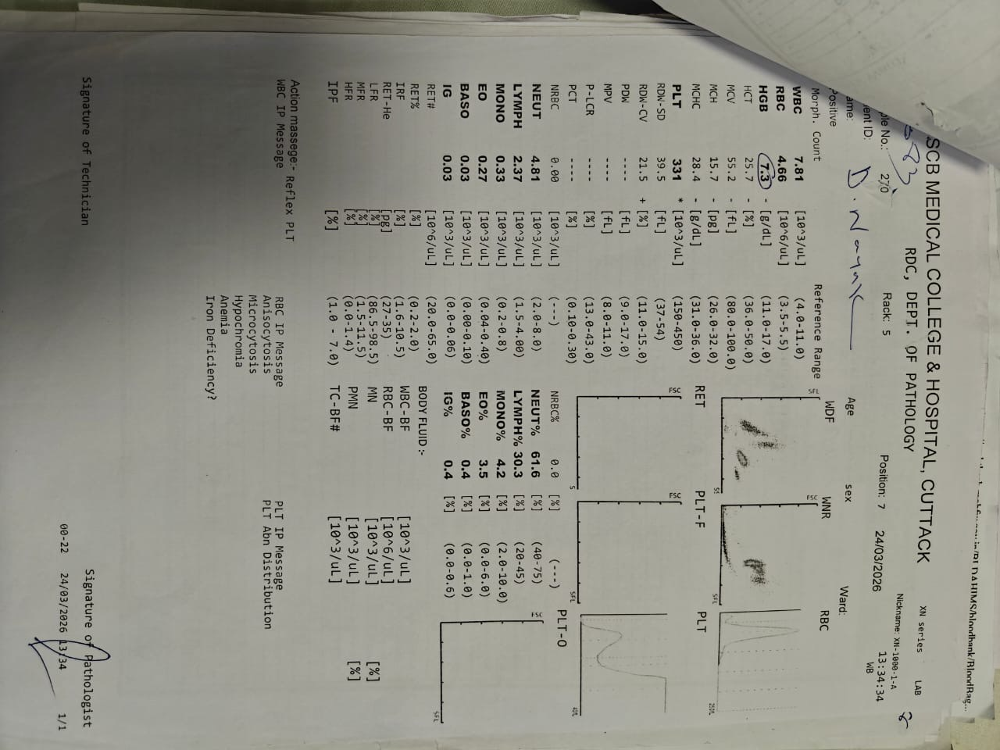 SCB MEDICAL COLLEGE & HOSPITAL, CUTTACK
XN series LAB
RDC, DEPT. OF PATHOLOGY
Nickname: XN-1000-1-A
ple No.: 270 Rack: 5 Position: 7 24/03/2026 13:34:34
WB
ent ID:
ame: D. Nayak Age sex Ward:
Positive
Morph. Count Reference Range WDF WNR RBC
WBC 7.81 [10^3/uL] (4.0-11.0)
RBC 4.66 [10^6/uL] (3.5-5.5)
HGB 7.3 - [g/dL] (11.0-17.0)
HCT 25.7 - [%] (36.0-50.0)
MCV 55.2 - [fL] (80.0-100.0)
MCH 15.7 - [pg] (26.0-32.0)
MCHC 28.4 - [g/dL] (31.0-36.0) RET PLT-F PLT
PLT 331 * [10^3/uL] (150-450)
RDW-SD 39.5 [fL] (37-54)
RDW-CV 21.5 + [%] (11.0-15.0)
PDW ---- [fL] (9.0-17.0)
MPV ---- [fL] (8.0-11.0)
P-LCR ---- [%] (13.0-43.0)
PCT ---- [%] (0.10-0.30)
NRBC 0.00 [10^3/uL] (---) NRBC% 0.0 [%] (---) PLT-O
NEUT 4.81 [10^3/uL] (2.0-8.0) NEUT% 61.6 [%] (40-75)
LYMPH 2.37 [10^3/uL] (1.5-4.00) LYMPH% 30.3 [%] (20-45)
MONO 0.33 [10^3/uL] (0.2-0.8) MONO% 4.2 [%] (2.0-10.0)
EO 0.27 [10^3/uL] (0.04-0.40) EO% 3.5 [%] (0.0-6.0)
BASO 0.03 [10^3/uL] (0.00-0.10) BASO% 0.4 [%] (0.0-1.0)
IG 0.03 [10^3/uL] (0.0-0.06) IG% 0.4 [%] (0.0-0.6)
RET# [10^6/uL] (20.0-65.0) BODY FLUID :-
RET% [%] (0.2-2.0)
IRF [%] (1.6-10.5) WBC-BF [10^3/uL]
RET-He [pg] (27-35) RBC-BF [10^6/uL]
LFR [%] (86.5-98.5) MN [10^3/uL] [%]
MFR [%] (1.5-11.5)
HFR [%] (0.0-1.4) PMN [10^3/uL] [%]
IPF [%] (1.0 - 7.0) TC-BF# [10^3/uL]
Action massege:- Reflex PLT
WBC IP Message RBC IP Message PLT IP Message
Anisocytosis PLT Abn Distribution
Microcytosis
Hypochromia
Anemia
Iron Deficiency?
Signature of Technician Signature of Pathologist
00-22 24/03/2026 13:34 1/1